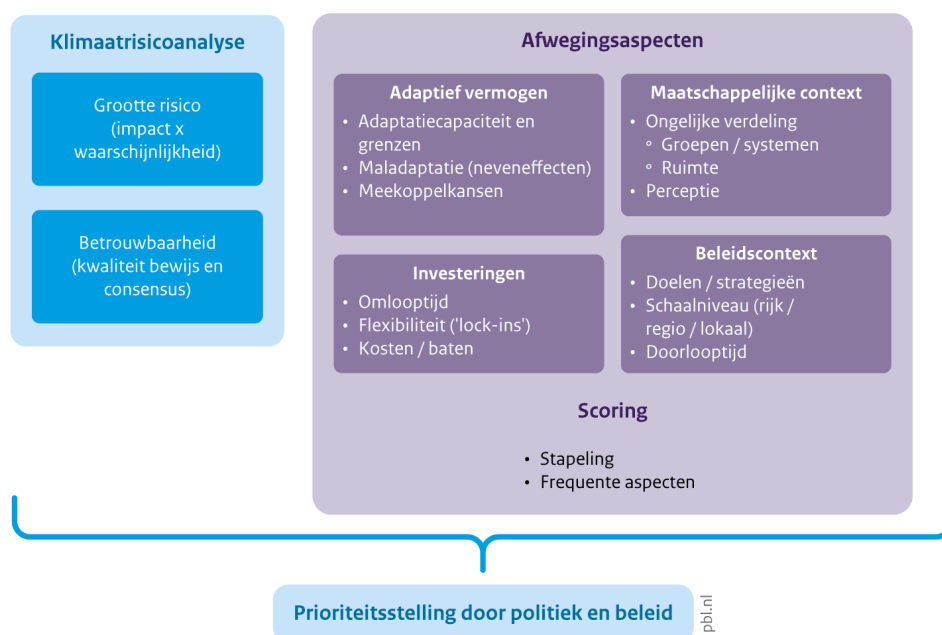 Klimaatrisicoanalyse
Grootte risico
(impact x
waarschijnlijkheid)
Betrouwbaarheid
(kwaliteit bewijs en
consensus)
Afwegingsaspecten
Adaptief vermogen
• Adaptatiecapaciteit en
grenzen
• Maladaptatie (neveneffecten)
• Meekoppelkansen
Maatschappelijke context
• Ongelijke verdeling
° Groepen / systemen
° Ruimte
• Perceptie
Investeringen
• Omlooptijd
• Flexibiliteit ('lock-ins')
• Kosten / baten
Beleidscontext
• Doelen / strategieën
• Schaalniveau (rijk /
regio / lokaal)
• Doorlooptijd
Scoring
• Stapeling
• Frequente aspecten
Prioriteitsstelling door politiek en beleid
pbl.nl